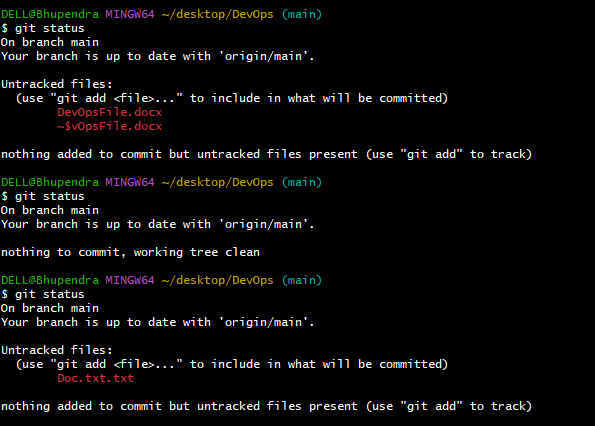 DELL@Bhupendra MINGW64 ~/desktop/DevOps (main)
$ git status
On branch main
Your branch is up to date with 'origin/main'.
Untracked files:
(use "git add <file>..." to include in what will be committed)
DevOpsFile.docx
~$vOpsFile.docx
nothing added to commit but untracked files present (use "git add" to track)
DELL@Bhupendra MINGW64 ~/desktop/DevOps (main)
$ git status
On branch main
Your branch is up to date with 'origin/main'.
nothing to commit, working tree clean
DELL@Bhupendra MINGW64 ~/desktop/DevOps (main)
$ git status
On branch main
Your branch is up to date with 'origin/main'.
Untracked files:
(use "git add <file>..." to include in what will be committed)
Doc.txt.txt
nothing added to commit but untracked files present (use "git add" to track)